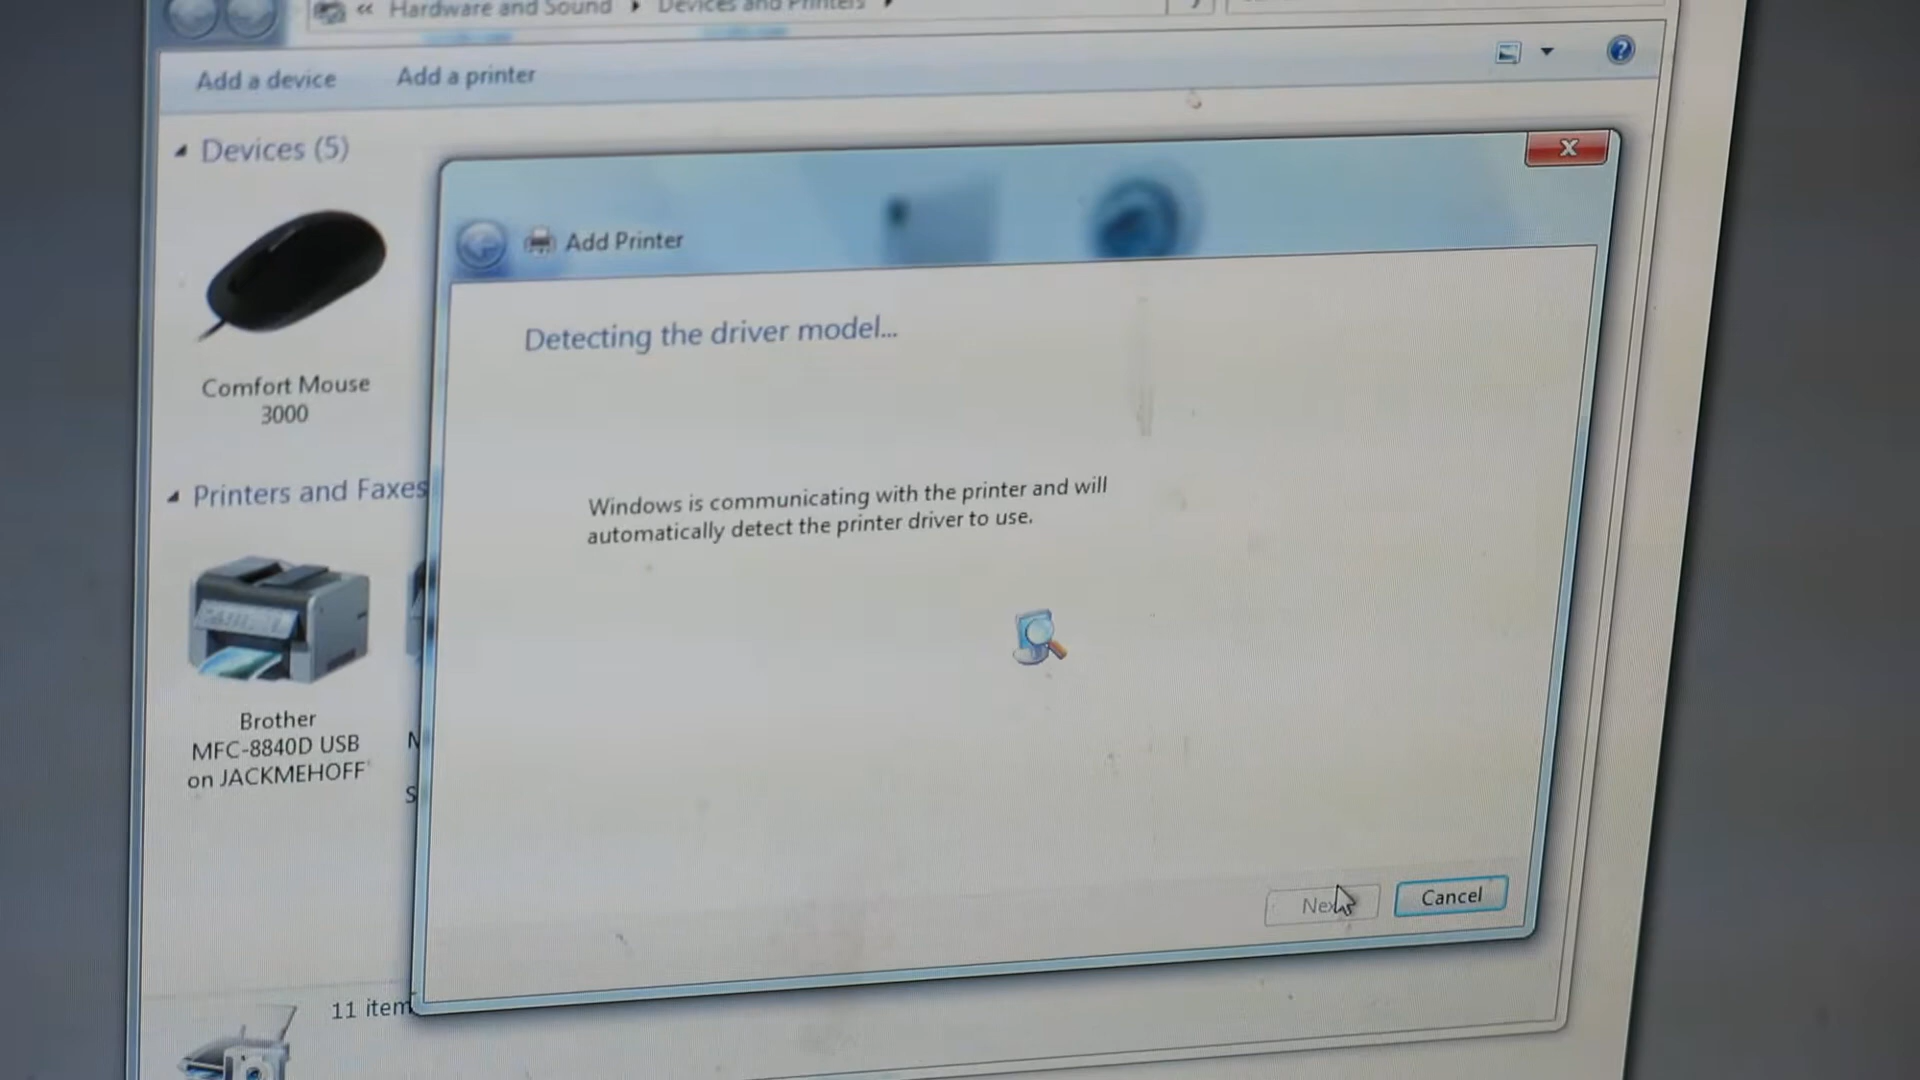 « Hardware and Sound ▸ Devices and Printers ▸
Add a device Add a printer
Devices (5)
Comfort Mouse
3000
Printers and Faxes
Brother
MFC-8840D USB
on JACKMEHOFF
11 item
x
Add Printer
Detecting the driver model...
Windows is communicating with the printer and will
automatically detect the printer driver to use.
Next
Cancel